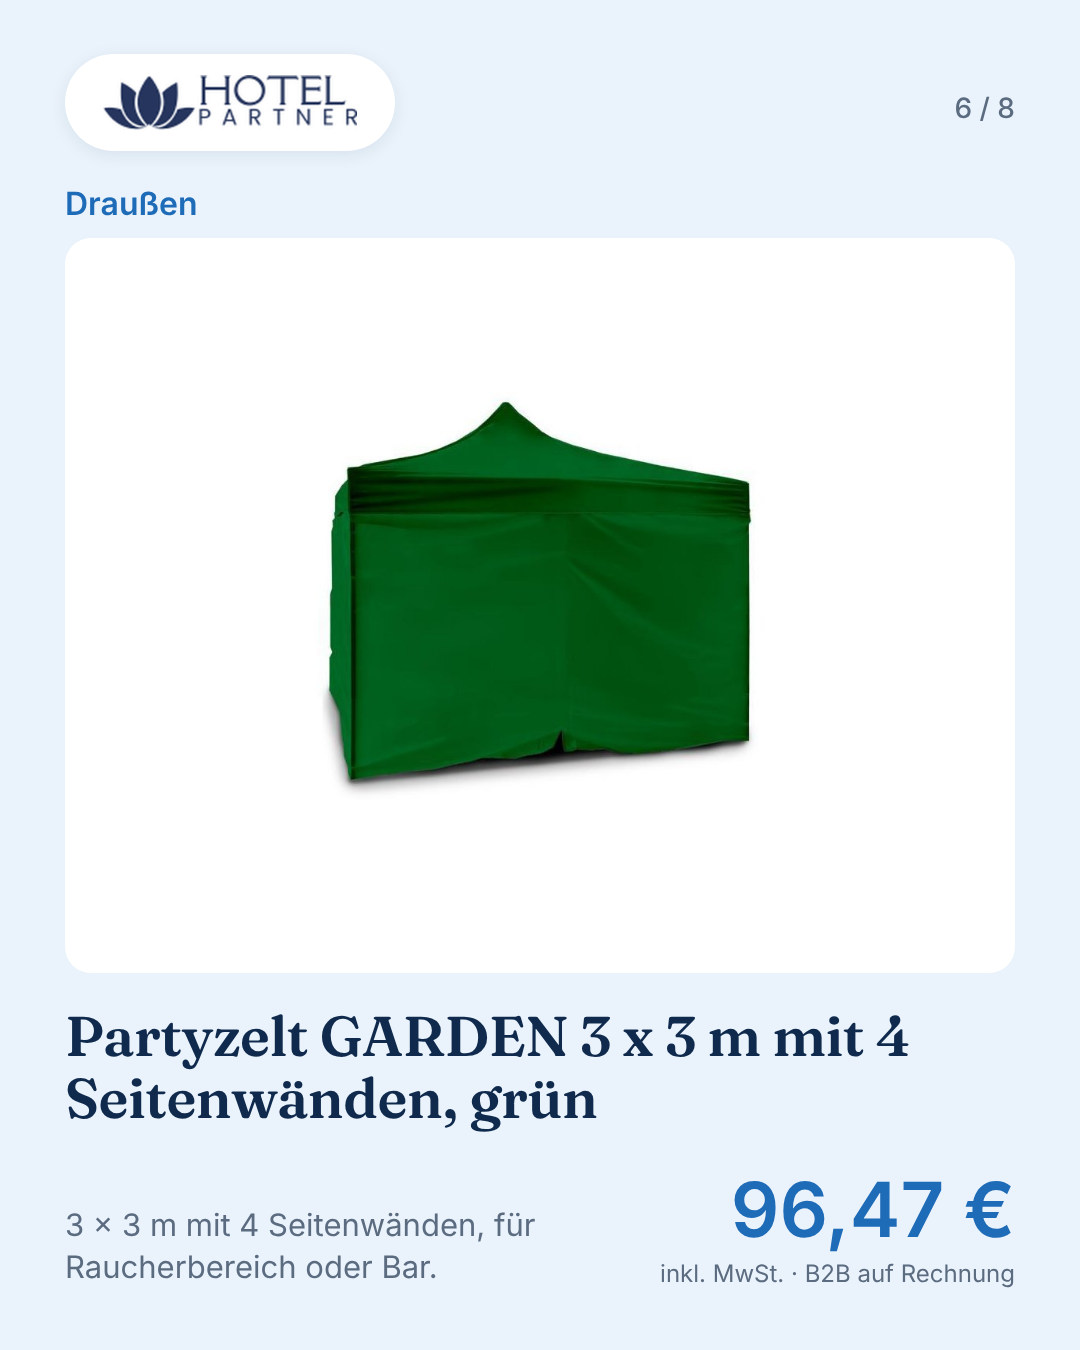 HOTEL
PARTNER
6 / 8
Draußen
Partyzelt GARDEN 3 x 3 m mit 4
Seitenwänden, grün
3 × 3 m mit 4 Seitenwänden, für
Raucherbereich oder Bar.
96,47 €
inkl. MwSt. · B2B auf Rechnung